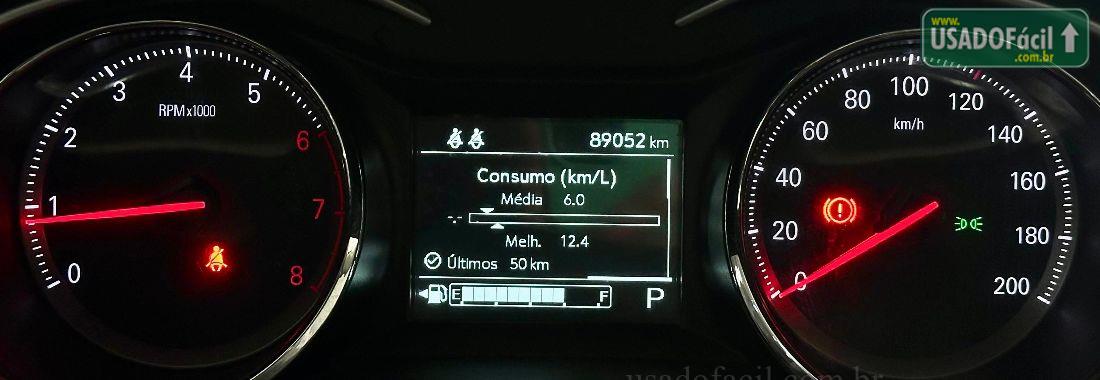 www.
USADOFácil
.com.br
0
1
2
3
4
5
6
7
8
RPMx1000
89052 km
Consumo (km/L)
Média 6.0
-.-
Melh. 12.4
Últimos 50 km
E F
P
0
20
40
60
80
100
120
140
160
180
200
km/h
usadofacil.com.br